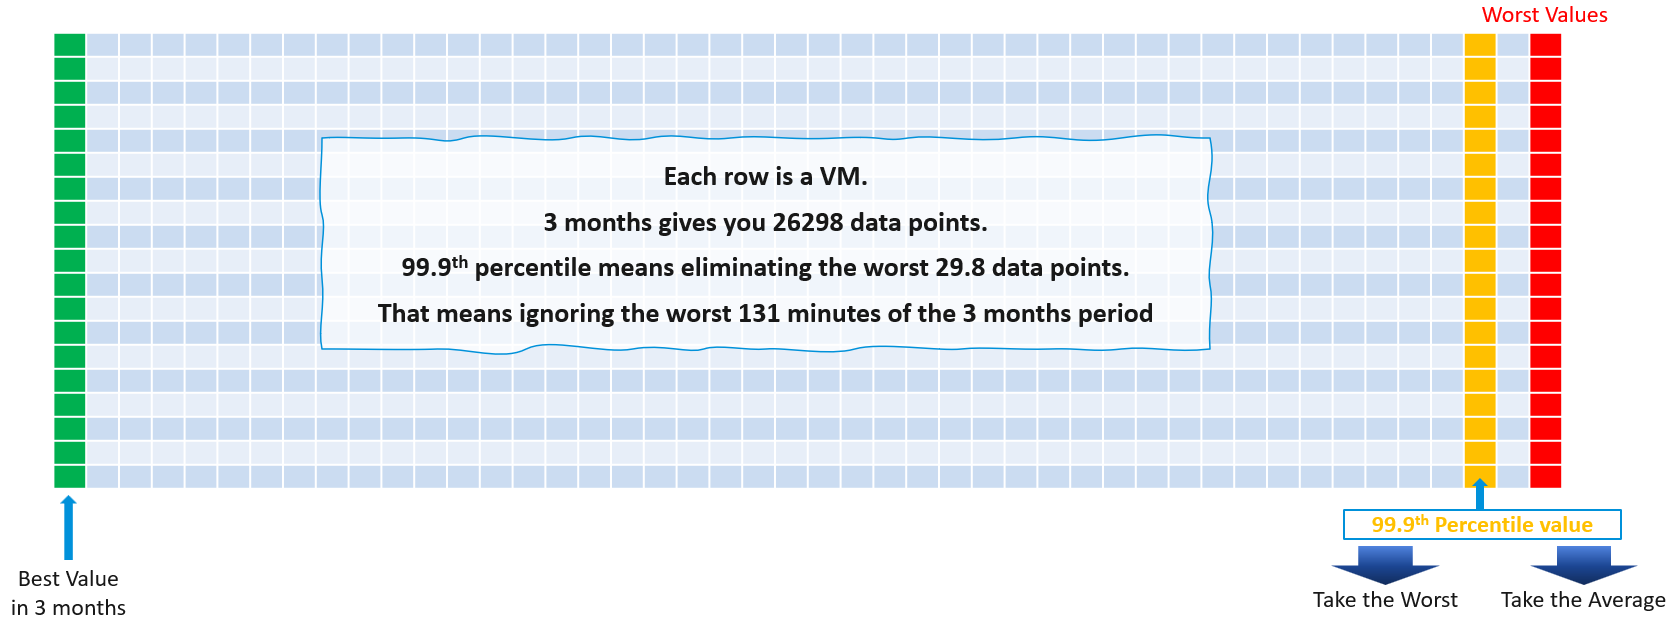 Worst Values
Each row is a VM.
3 months gives you 26298 data points.
99.9th percentile means eliminating the worst 29.8 data points.
That means ignoring the worst 131 minutes of the 3 months period
99.9th Percentile value
Best Value
in 3 months
Take the Worst
Take the Average